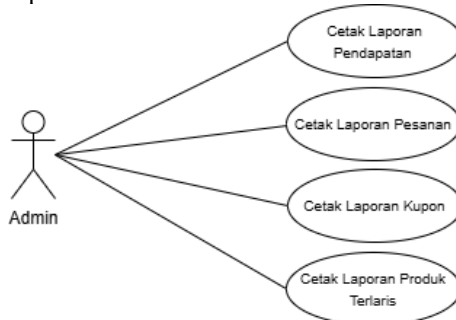 Cetak Laporan
Pendapatan
Cetak Laporan Pesanan
Admin
Cetak Laporan Kupon
Cetak Laporan Produk
Terlaris